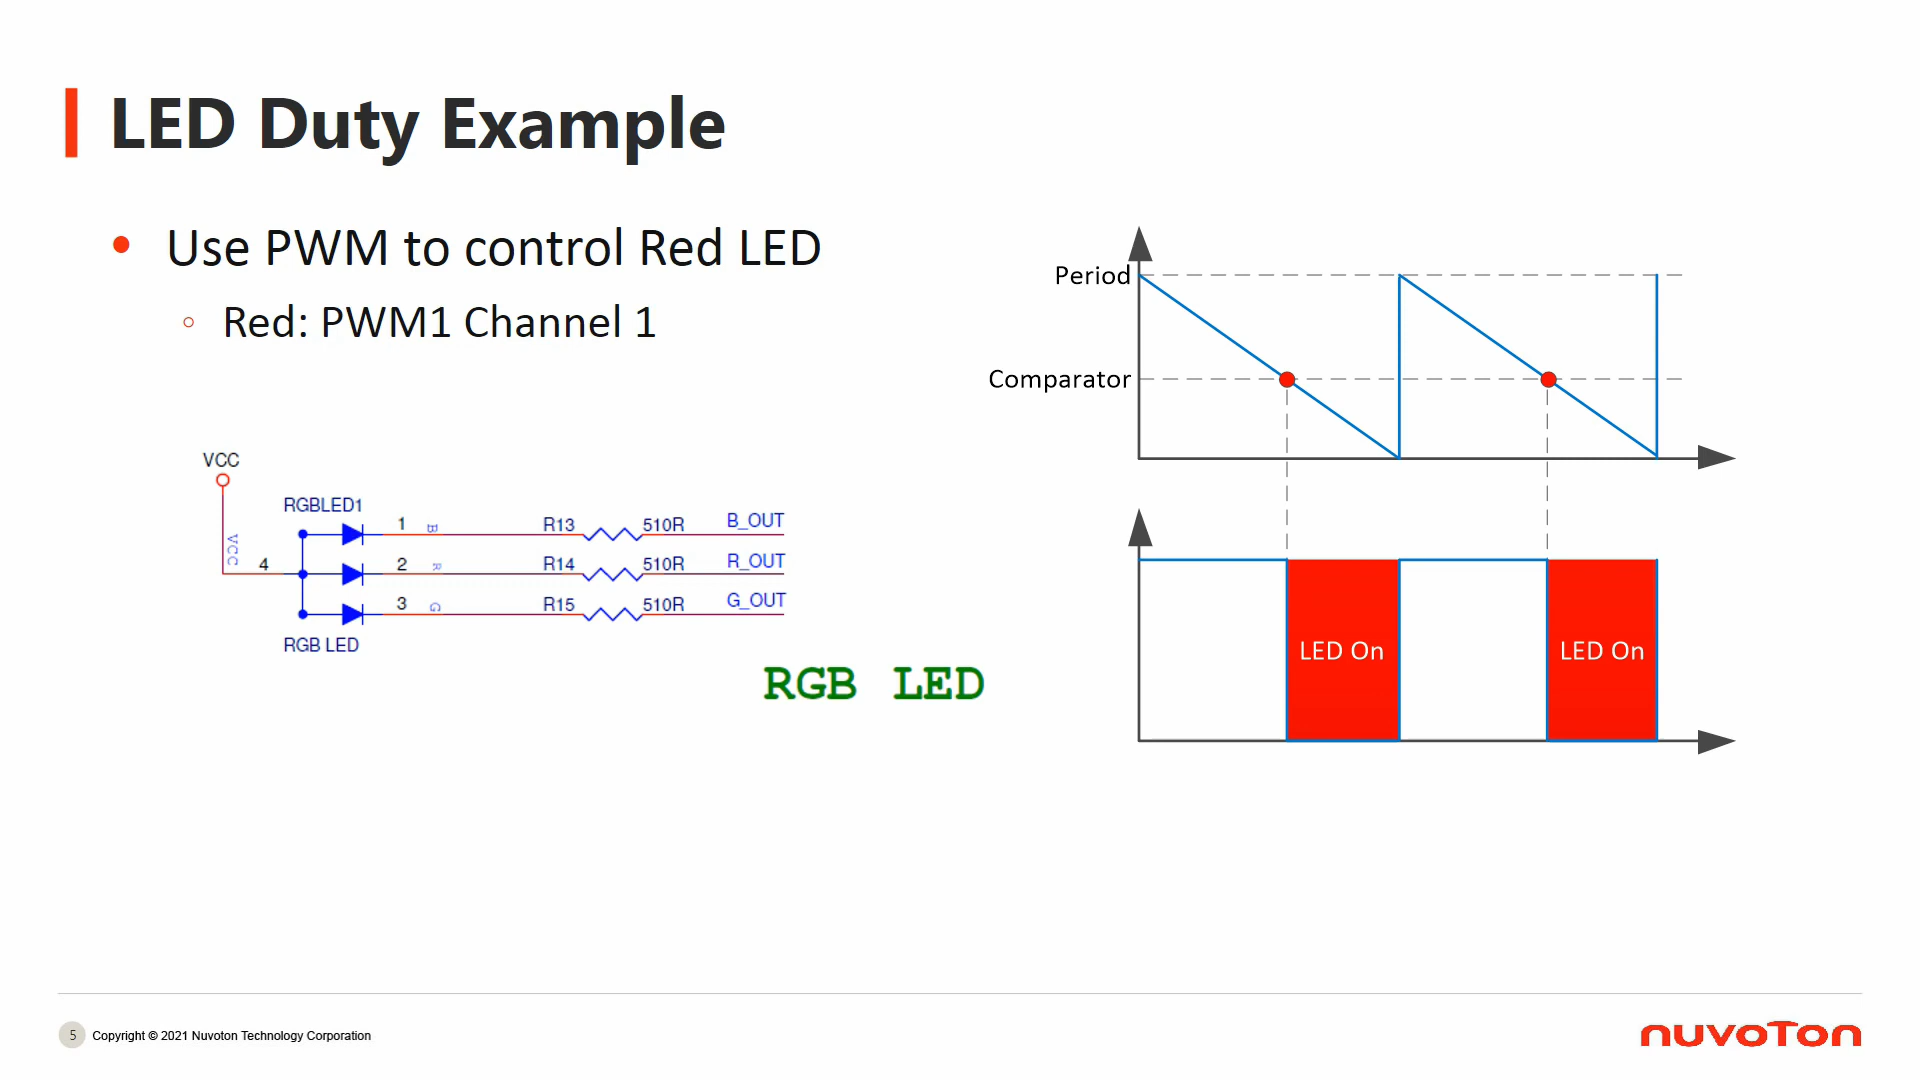 LED Duty Example
• Use PWM to control Red LED
◦ Red: PWM1 Channel 1
Period
Comparator
VCC
VCC
RGBLED1
4
1 B R13 510R B_OUT
2 R R14 510R R_OUT
3 G R15 510R G_OUT
RGB LED
RGB LED
LED On LED On
5 Copyright © 2021 Nuvoton Technology Corporation
nuvoTon